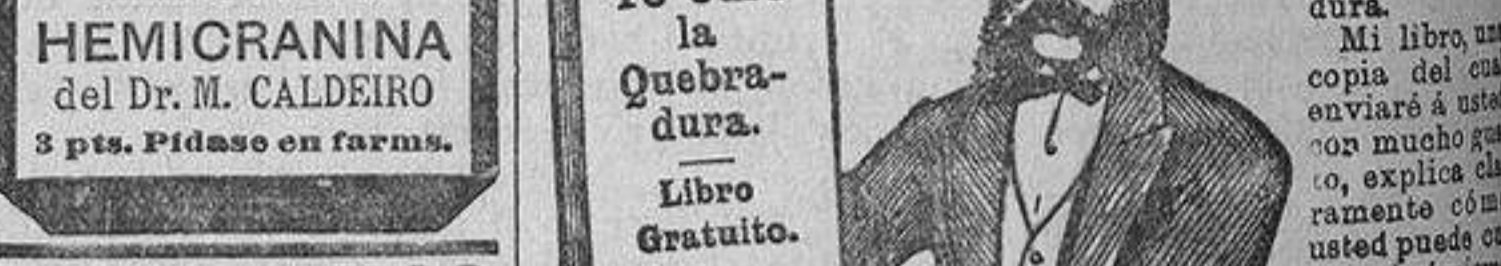 HEMICRANINA
del Dr. M. CALDEIRO
3 pts. Pídase en farms.
la
Quebra-
dura.
Libro
Gratuito.
dura.
Mi libro,
copia del
enviaré á
con mucho
to, explica
ramente
usted puede